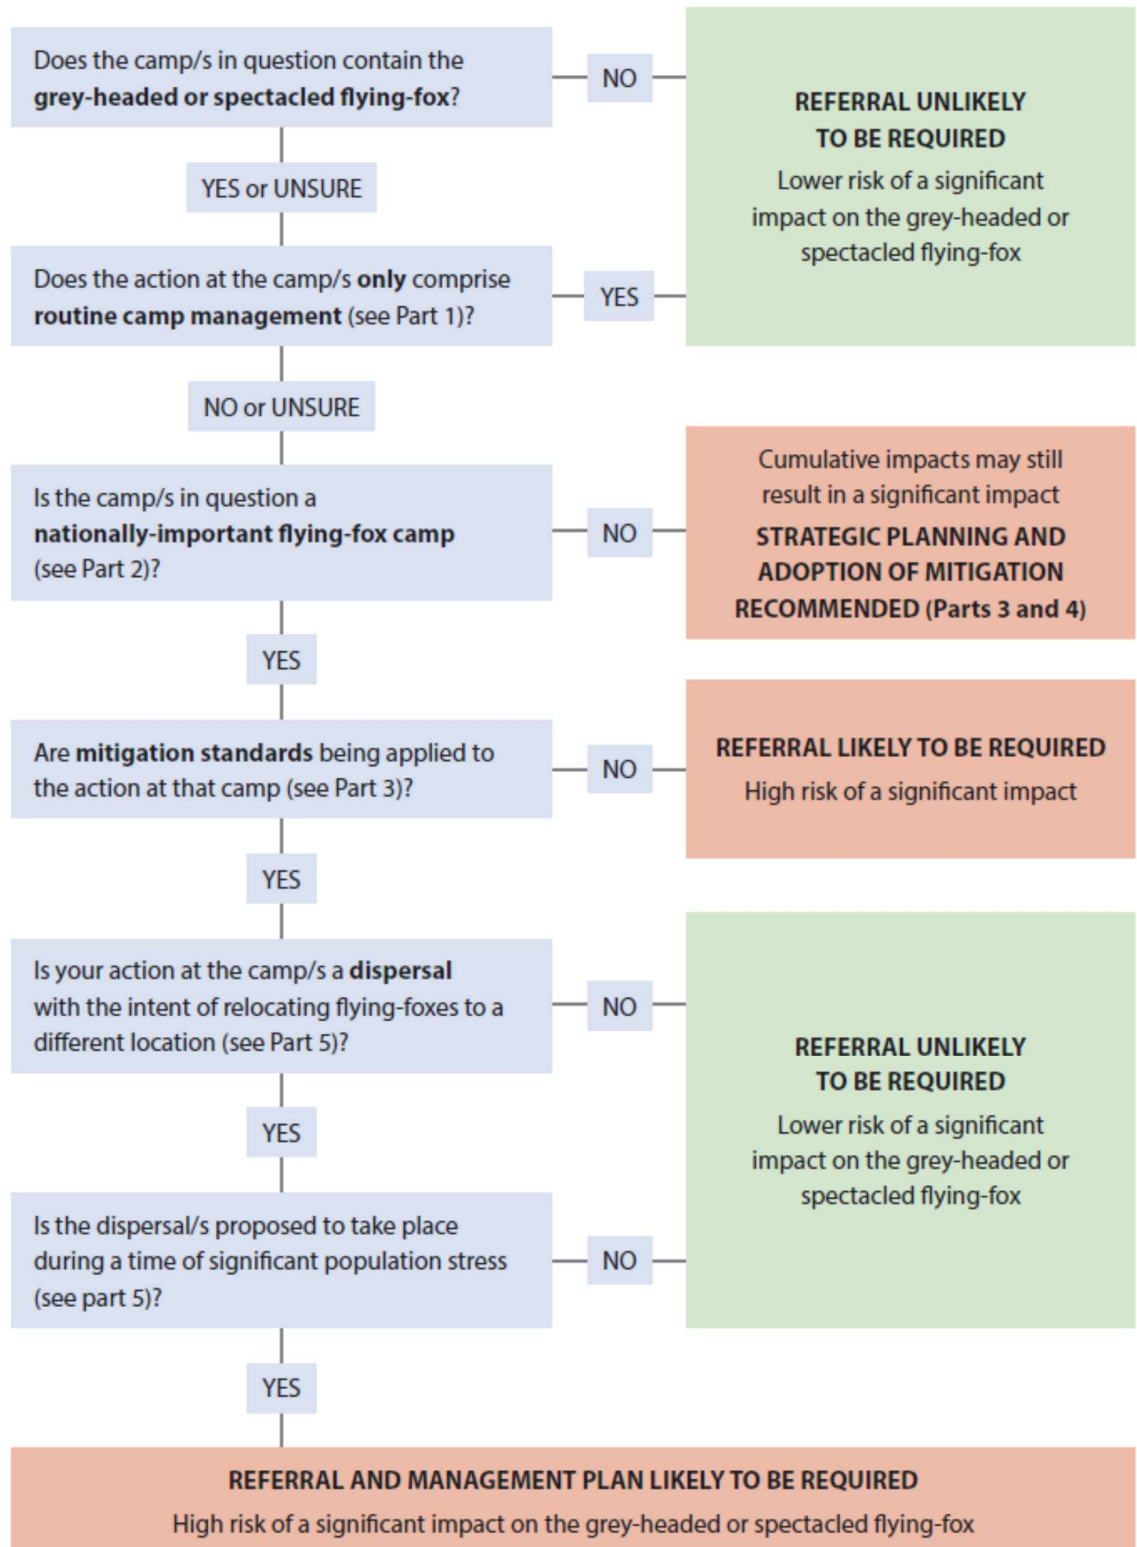 Does the camp/s in question contain the
grey-headed or spectacled flying-fox?
NO
REFERRAL UNLIKELY
TO BE REQUIRED
Lower risk of a significant
impact on the grey-headed or
spectacled flying-fox
YES or UNSURE
Does the action at the camp/s only comprise
routine camp management (see Part 1)?
YES
NO or UNSURE
Is the camp/s in question a
nationally-important flying-fox camp
(see Part 2)?
NO
Cumulative impacts may still
result in a significant impact
STRATEGIC PLANNING AND
ADOPTION OF MITIGATION
RECOMMENDED (Parts 3 and 4)
YES
Are mitigation standards being applied to
the action at that camp (see Part 3)?
NO
REFERRAL LIKELY TO BE REQUIRED
High risk of a significant impact
YES
Is your action at the camp/s a dispersal
with the intent of relocating flying-foxes to a
different location (see Part 5)?
NO
REFERRAL UNLIKELY
TO BE REQUIRED
Lower risk of a significant
impact on the grey-headed or
spectacled flying-fox
YES
Is the dispersal/s proposed to take place
during a time of significant population stress
(see part 5)?
NO
YES
REFERRAL AND MANAGEMENT PLAN LIKELY TO BE REQUIRED
High risk of a significant impact on the grey-headed or spectacled flying-fox